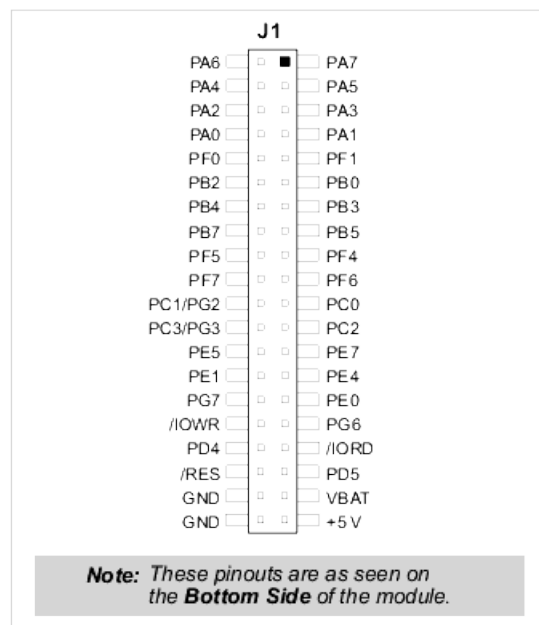 J1
PA6 PA7
PA4 PA5
PA2 PA3
PA0 PA1
PF0 PF1
PB2 PB0
PB4 PB3
PB7 PB5
PF5 PF4
PF7 PF6
PC1/PG2 PC0
PC3/PG3 PC2
PE5 PE7
PE1 PE4
PG7 PE0
/IOWR PG6
PD4 /IORD
/RES PD5
GND VBAT
GND +5 V
Note: These pinouts are as seen on
the Bottom Side of the module.